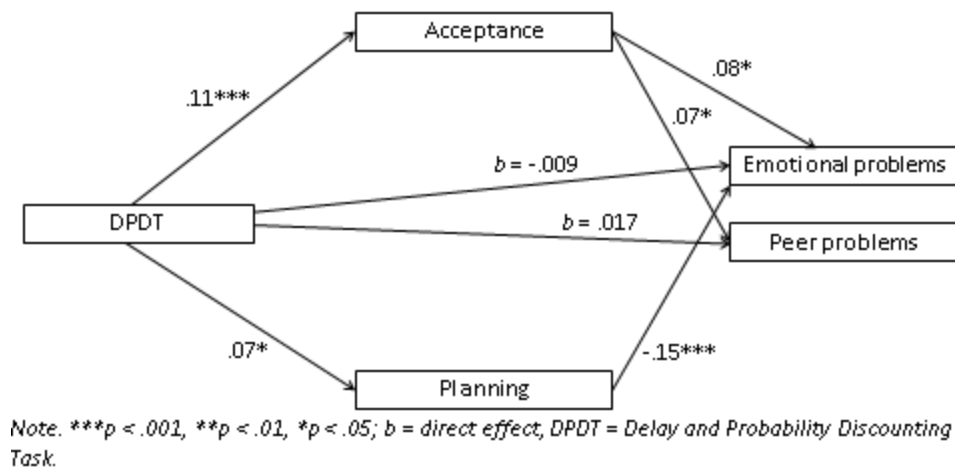 Acceptance
.08*
.11***
.07*
b = -.009
Emotional problems
DPDT
b = .017
Peer problems
.07*
-.15***
Planning
Note. ***p < .001, **p < .01, *p < .05; b = direct effect, DPDT = Delay and Probability Discounting
Task.